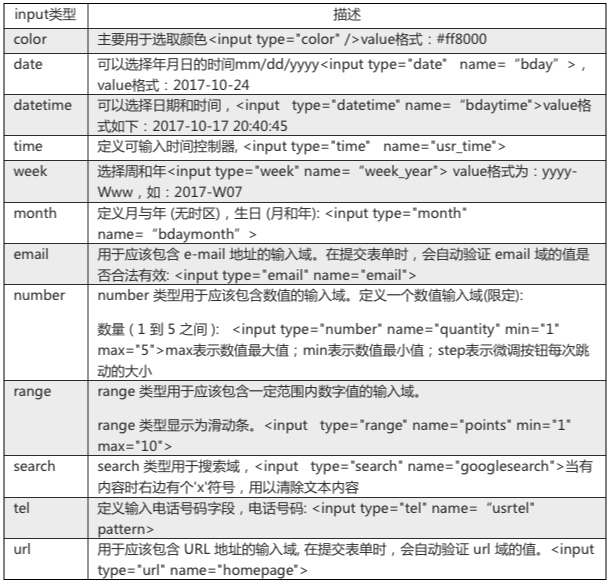 input类型 描述
color 主要用于选取颜色<input type="color" />value格式：#ff8000
date 可以选择年月日的时间mm/dd/yyyy<input type="date" name=“bday” >，
value格式：2017-10-24
datetime 可以选择日期和时间，<input type="datetime" name=“bdaytime">value格
式如下：2017-10-17 20:40:45
time 定义可输入时间控制器, <input type="time" name="usr_time">
week 选择周和年<input type="week" name=“week_year"> value格式为：yyyy-
Www，如：2017-W07
month 定义月与年 (无时区)，生日 (月和年): <input type="month"
name=“bdaymonth” >
email 用于应该包含 e-mail 地址的输入域。在提交表单时，会自动验证 email 域的值是
否合法有效: <input type="email" name="email">
number number 类型用于应该包含数值的输入域。定义一个数值输入域(限定):
数量 ( 1 到 5 之间 )： <input type="number" name="quantity" min="1"
max="5">max表示数值最大值；min表示数值最小值；step表示微调按钮每次跳
动的大小
range range 类型用于应该包含一定范围内数字值的输入域。
range 类型显示为滑动条。<input type="range" name="points" min="1"
max="10">
search search 类型用于搜索域，<input type="search" name="googlesearch">当有
内容时右边有个'x'符号，用以清除文本内容
tel 定义输入电话号码字段，电话号码: <input type="tel" name=“usrtel"
pattern>
url 用于应该包含 URL 地址的输入域, 在提交表单时，会自动验证 url 域的值。<input
type="url" name="homepage">